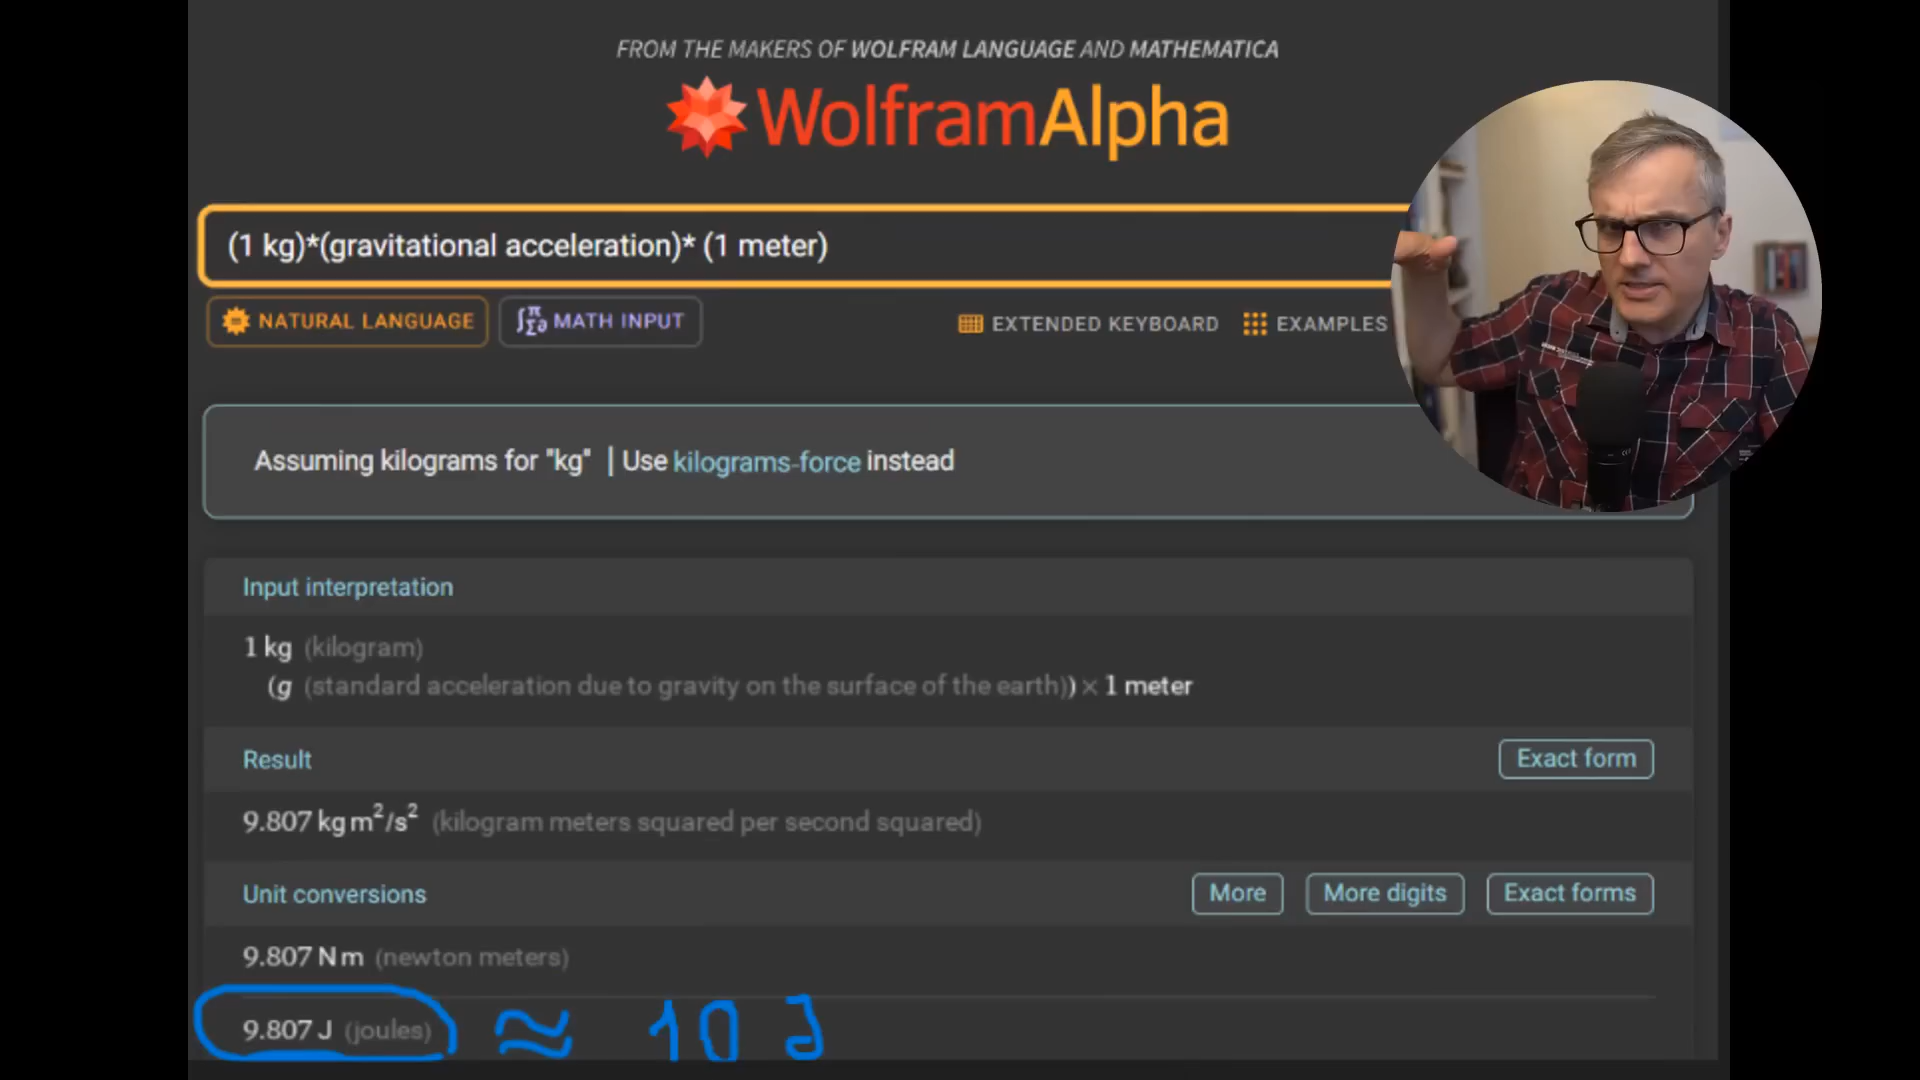 FROM THE MAKERS OF WOLFRAM LANGUAGE AND MATHEMATICA
WolframAlpha
(1 kg)*(gravitational acceleration)* (1 meter)
NATURAL LANGUAGE
MATH INPUT
EXTENDED KEYBOARD
EXAMPLES
Assuming kilograms for "kg" | Use kilograms-force instead
Input interpretation
1 kg (kilogram)
(g (standard acceleration due to gravity on the surface of the earth)) × 1 meter
Result
Exact form
9.807 kg m²/s² (kilogram meters squared per second squared)
Unit conversions
More
More digits
Exact forms
9.807 N m (newton meters)
9.807 J (joules) ≈ 10 J